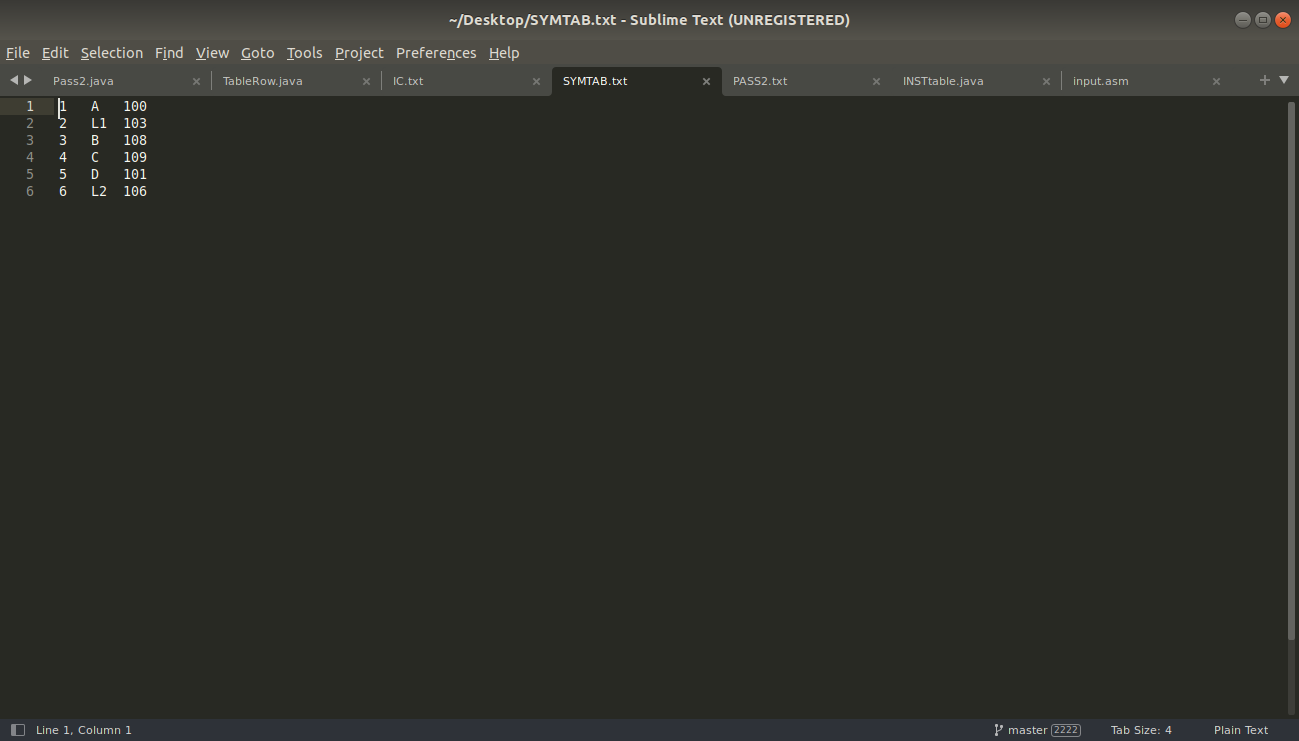 ~/Desktop/SYMTAB.txt - Sublime Text (UNREGISTERED)
File Edit Selection Find View Goto Tools Project Preferences Help
Pass2.java TableRow.java IC.txt SYMTAB.txt PASS2.txt INSTtable.java input.asm
1 1 A 100
2 2 L1 103
3 3 B 108
4 4 C 109
5 5 D 101
6 6 L2 106
Line 1, Column 1 master 2222 Tab Size: 4 Plain Text